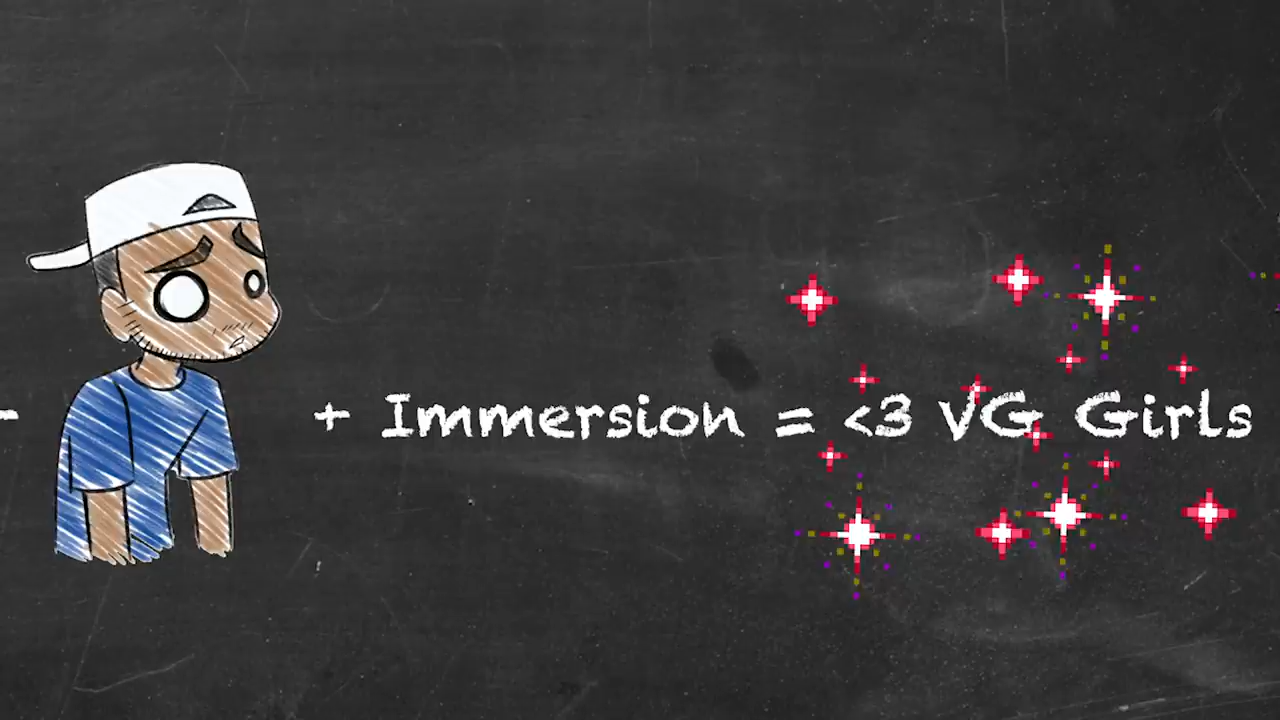 + Immersion = <3 VG Girls